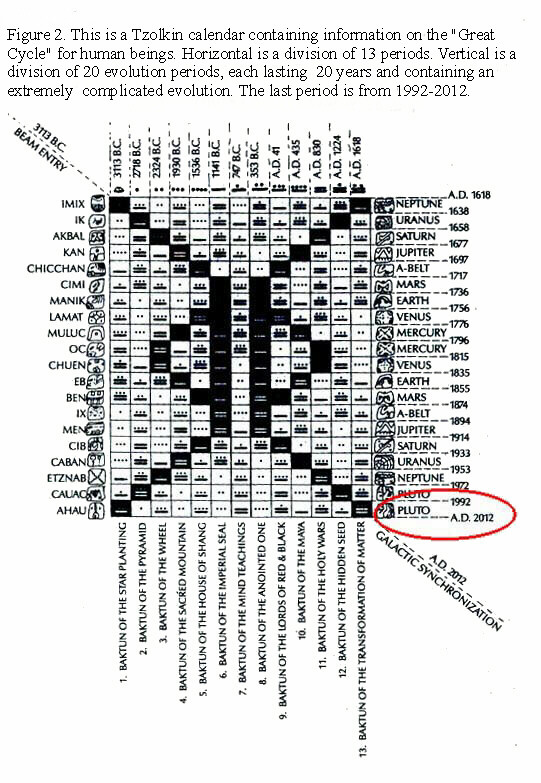 Figure 2. This is a Tzolkin calendar containing information on the "Great
Cycle" for human beings. Horizontal is a division of 13 periods. Vertical is a
division of 20 evolution periods, each lasting 20 years and containing an
extremely complicated evolution. The last period is from 1992-2012.
3113 B.C.
BEAM ENTRY
3113 B.C.
2718 B.C.
2324 B.C.
1930 B.C.
1536 B.C.
1141 B.C.
747 B.C.
353 B.C.
A.D. 41
A.D. 435
A.D. 830
A.D. 1224
A.D. 1618
A.D. 1618
IMIX NEPTUNE
1638
IK URANUS
1658
AKBAL SATURN
1677
KAN JUPITER
1697
CHICCHAN A-BELT
1717
CIMI MARS
1736
MANIK EARTH
1756
LAMAT VENUS
1776
MULUC MERCURY
1796
OC MERCURY
1815
CHUEN VENUS
1835
EB EARTH
1855
BEN MARS
1874
IX A-BELT
1894
MEN JUPITER
1914
CIB SATURN
1933
CABAN URANUS
1953
ETZNAB NEPTUNE
1972
CAUAC PLUTO
1992
AHAU PLUTO
A.D. 2012
A.D. 2012
GALACTIC SYNCHRONIZATION
1. BAKTUN OF THE STAR PLANTING
2. BAKTUN OF THE PYRAMID
3. BAKTUN OF THE WHEEL
4. BAKTUN OF THE SACRED MOUNTAIN
5. BAKTUN OF THE HOUSE OF SHANG
6. BAKTUN OF THE IMPERIAL SEAL
7. BAKTUN OF THE MIND TEACHINGS
8. BAKTUN OF THE ANOINTED ONE
9. BAKTUN OF THE LORDS OF RED & BLACK
10. BAKTUN OF THE MAYA
11. BAKTUN OF THE HOLY WARS
12. BAKTUN OF THE HIDDEN SEED
13. BAKTUN OF THE TRANSFORMATION OF MATTER